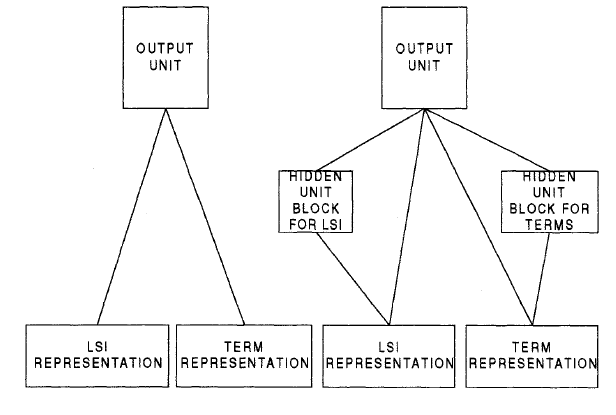 OUTPUT
UNIT
OUTPUT
UNIT
HIDDEN
UNIT
BLOCK
FOR LSI
HIDDEN
UNIT
BLOCK FOR
TERMS
LSI
REPRESENTATION
TERM
REPRESENTATION
LSI
REPRESENTATION
TERM
REPRESENTATION